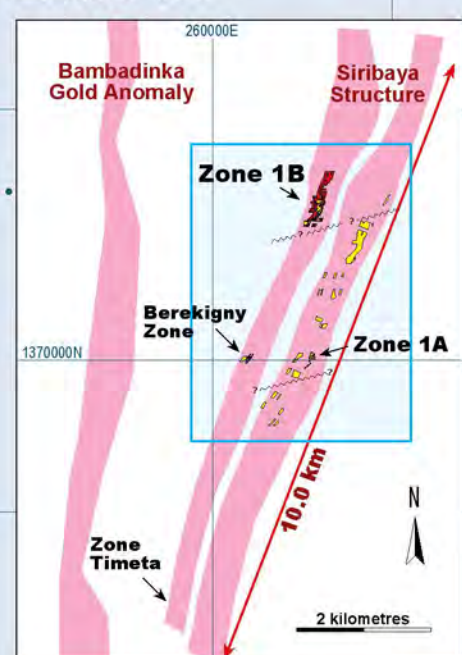 260000E
Bambadinka
Gold Anomaly
Siribaya
Structure
Zone 1B
?
?
Berekigny
Zone
1370000N
Zone 1A
?
?
10.0 km
N
Zone
Timeta
2 kilometres